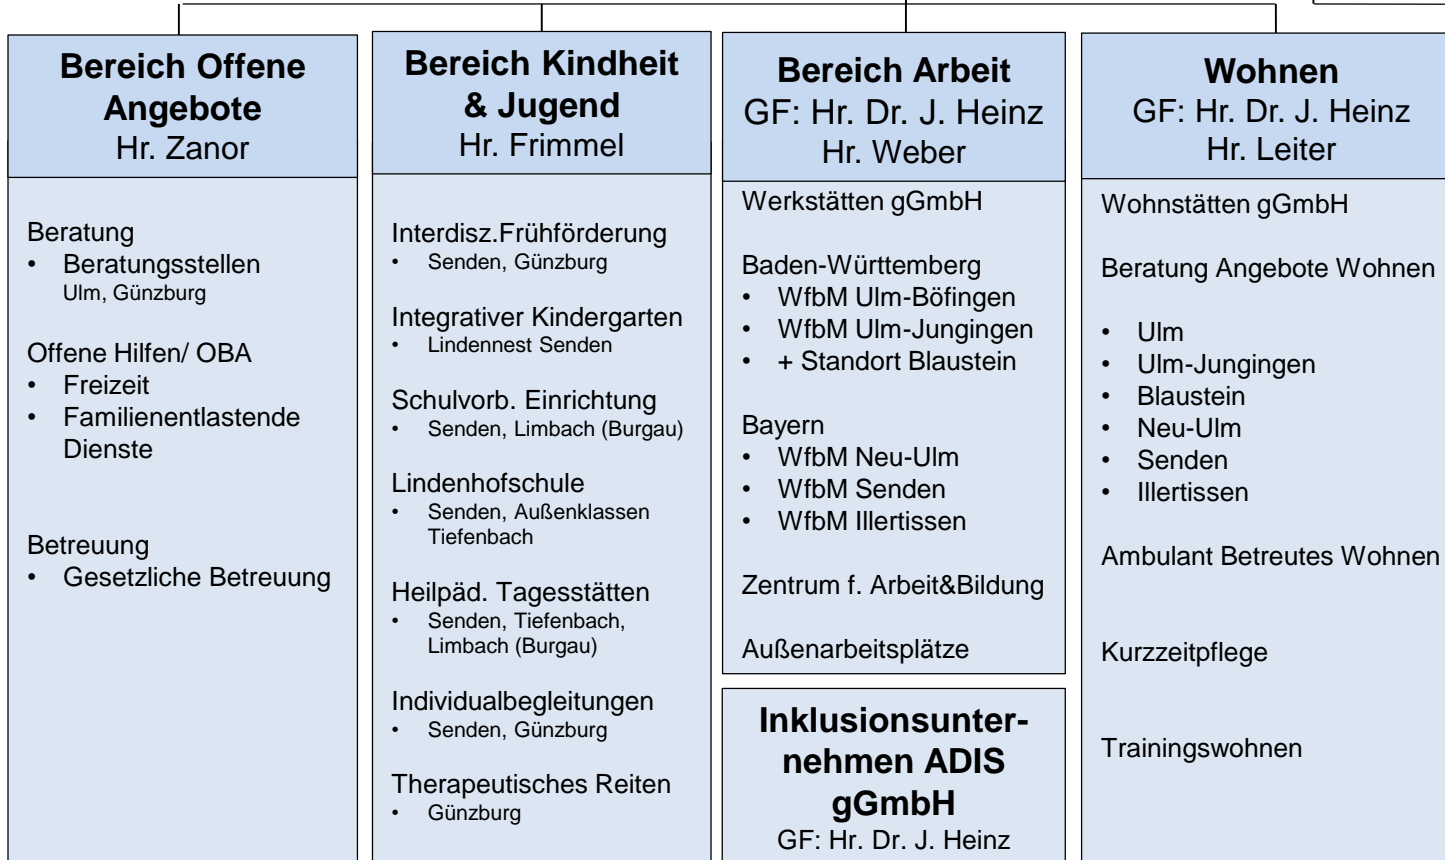 Bereich Offene
Angebote
Hr. Zanor
Beratung
• Beratungsstellen
Ulm, Günzburg
Offene Hilfen/ OBA
• Freizeit
• Familienentlastende
Dienste
Betreuung
• Gesetzliche Betreuung
Bereich Kindheit
& Jugend
Hr. Frimmel
Interdisz.Frühförderung
• Senden, Günzburg
Integrativer Kindergarten
• Lindennest Senden
Schulvorb. Einrichtung
• Senden, Limbach (Burgau)
Lindenhofschule
• Senden, Außenklassen
Tiefenbach
Heilpäd. Tagesstätten
• Senden, Tiefenbach,
Limbach (Burgau)
Individualbegleitungen
• Senden, Günzburg
Therapeutisches Reiten
• Günzburg
Bereich Arbeit
GF: Hr. Dr. J. Heinz
Hr. Weber
Werkstätten gGmbH
Baden-Württemberg
• WfbM Ulm-Böfingen
• WfbM Ulm-Jungingen
• + Standort Blaustein
Bayern
• WfbM Neu-Ulm
• WfbM Senden
• WfbM Illertissen
Zentrum f. Arbeit&Bildung
Außenarbeitsplätze
Inklusionsunter-
nehmen ADIS
gGmbH
GF: Hr. Dr. J. Heinz
Wohnen
GF: Hr. Dr. J. Heinz
Hr. Leiter
Wohnstätten gGmbH
Beratung Angebote Wohnen
• Ulm
• Ulm-Jungingen
• Blaustein
• Neu-Ulm
• Senden
• Illertissen
Ambulant Betreutes Wohnen
Kurzzeitpflege
Trainingswohnen